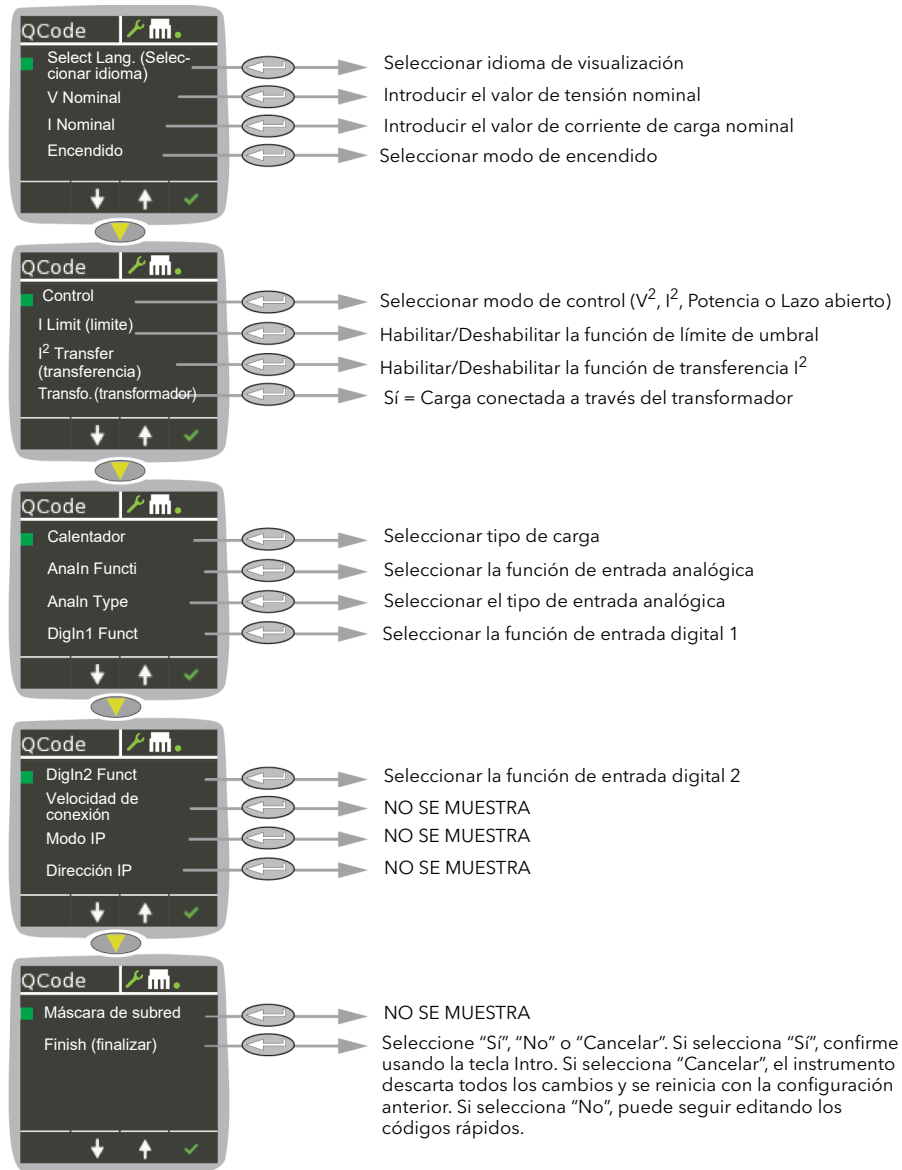 QCode
Select Lang. (Selec-
cionar idioma)
Seleccionar idioma de visualización
V Nominal
Introducir el valor de tensión nominal
I Nominal
Introducir el valor de corriente de carga nominal
Encendido
Seleccionar modo de encendido
QCode
Control
Seleccionar modo de control (V², I², Potencia o Lazo abierto)
I Limit (limite)
Habilitar/Deshabilitar la función de límite de umbral
I² Transfer
(transferencia)
Habilitar/Deshabilitar la función de transferencia I²
Transfo. (transformador)
Sí = Carga conectada a través del transformador
QCode
Calentador
Seleccionar tipo de carga
AnaIn Functi
Seleccionar la función de entrada analógica
AnaIn Type
Seleccionar el tipo de entrada analógica
DigIn1 Funct
Seleccionar la función de entrada digital 1
QCode
DigIn2 Funct
Seleccionar la función de entrada digital 2
Velocidad de
conexión
NO SE MUESTRA
Modo IP
NO SE MUESTRA
Dirección IP
NO SE MUESTRA
QCode
Máscara de subred
NO SE MUESTRA
Finish (finalizar)
Seleccione “Sí”, “No” o “Cancelar”. Si selecciona “Sí”, confirme
usando la tecla Intro. Si selecciona “Cancelar”, el instrumento
descarta todos los cambios y se reinicia con la configuración
anterior. Si selecciona “No”, puede seguir editando los
códigos rápidos.